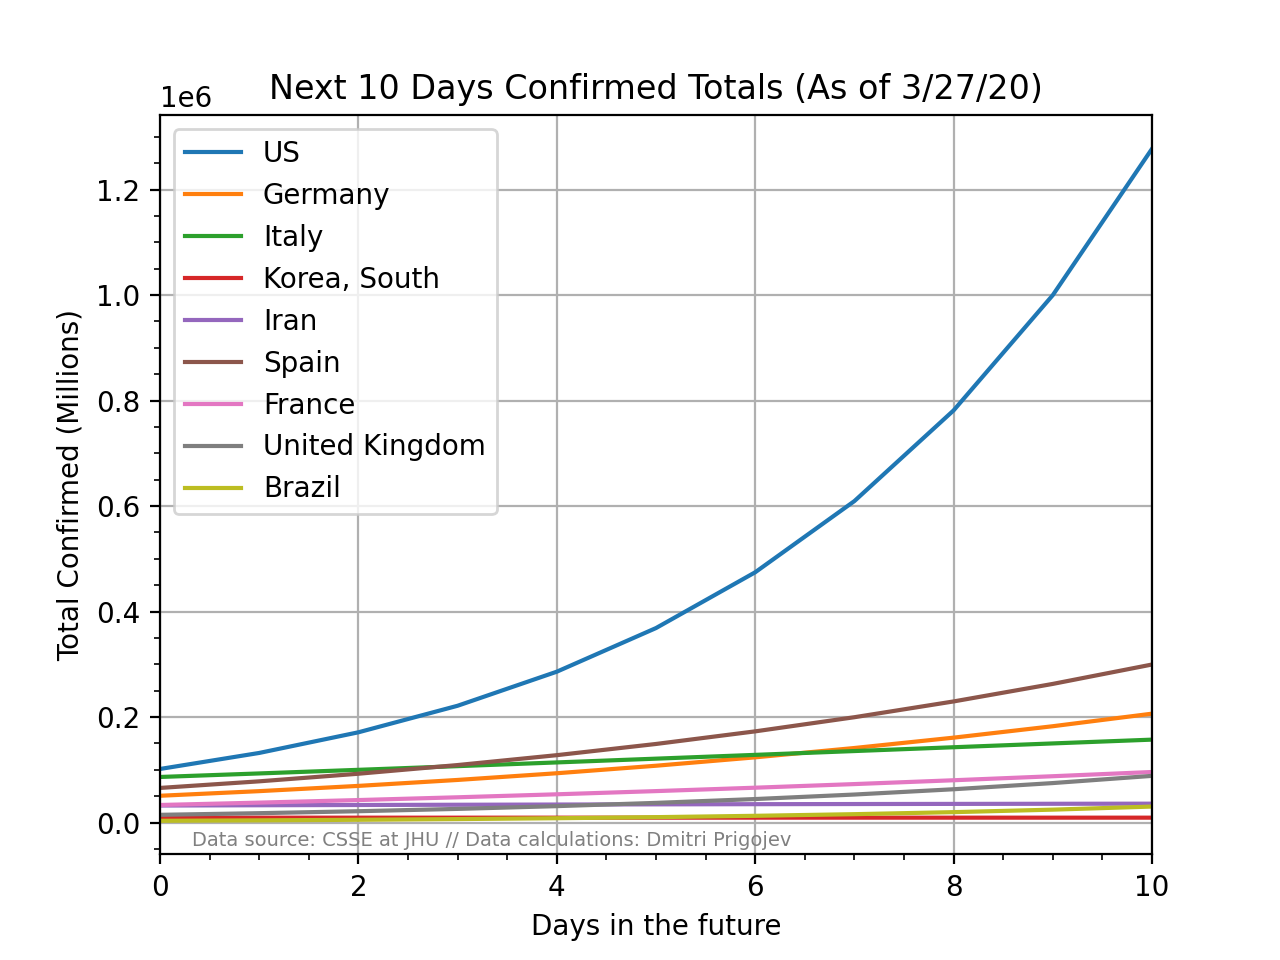 Next 10 Days Confirmed Totals (As of 3/27/20)
1e6
US
Germany
Italy
Korea, South
Iran
Spain
France
United Kingdom
Brazil
Total Confirmed (Millions)
1.2
1.0
0.8
0.6
0.4
0.2
0.0
Data source: CSSE at JHU // Data calculations: Dmitri Prigojev
0 2 4 6 8 10
Days in the future